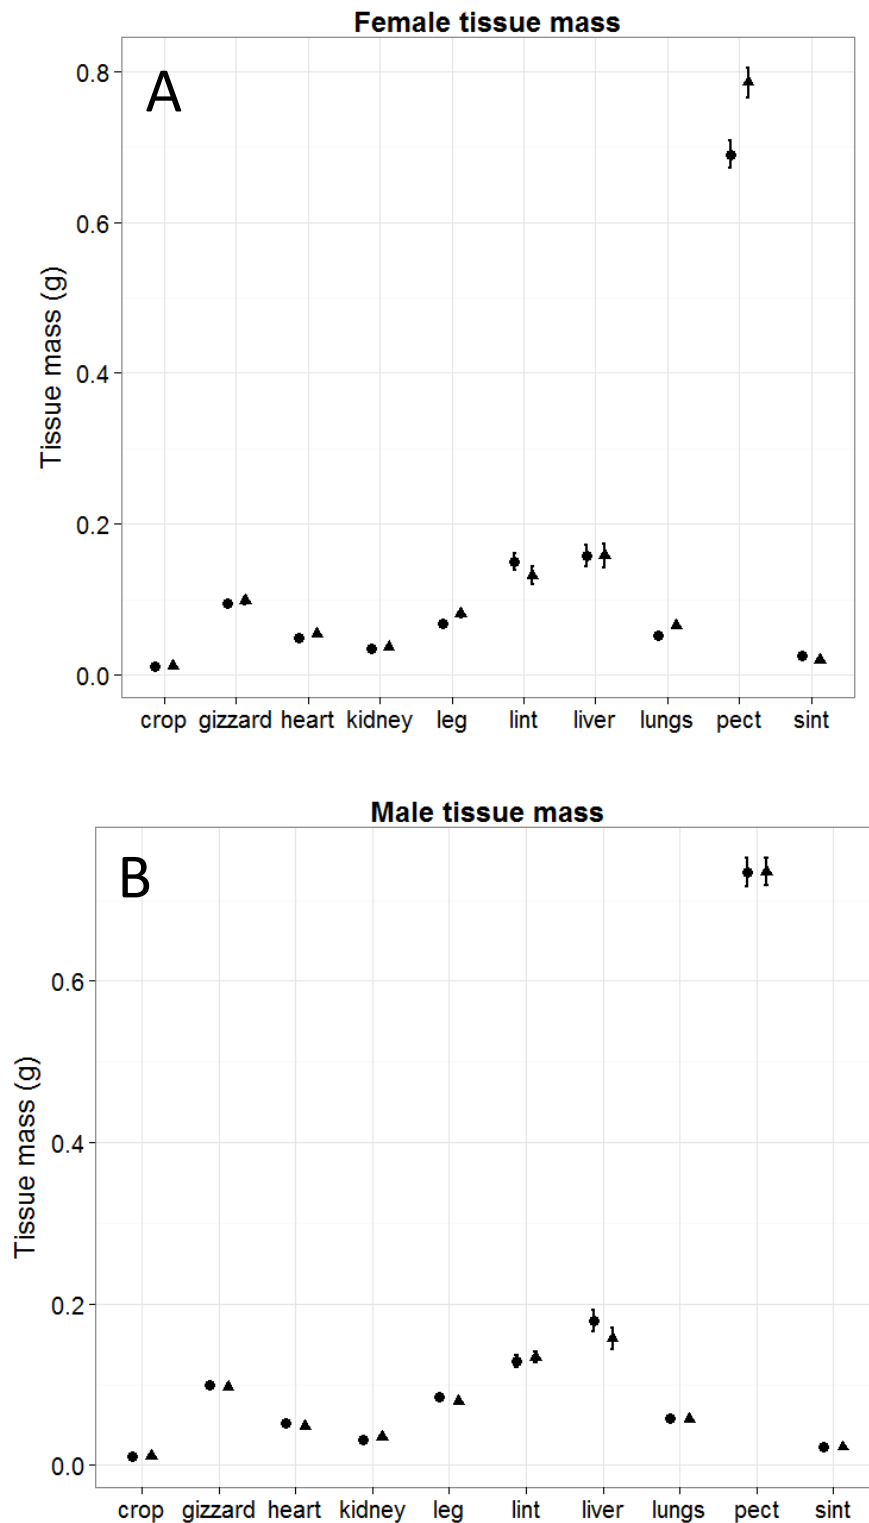 Female tissue mass
A
0.8
0.6
0.4
0.2
0.0
Tissue mass (g)
crop gizzard heart kidney leg lint liver lungs pect sint
Male tissue mass
B
0.6
0.4
0.2
0.0
Tissue mass (g)
crop gizzard heart kidney leg lint liver lungs pect sint